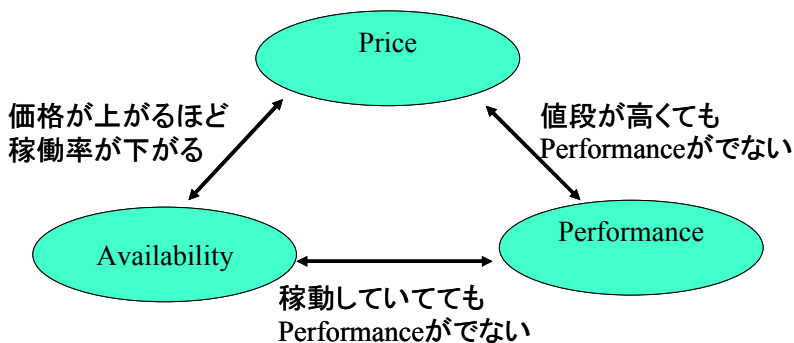 Price
価格が上がるほど
稼働率が下がる
値段が高くても
Performanceがでない
Availability
Performance
稼動していてても
Performanceがでない